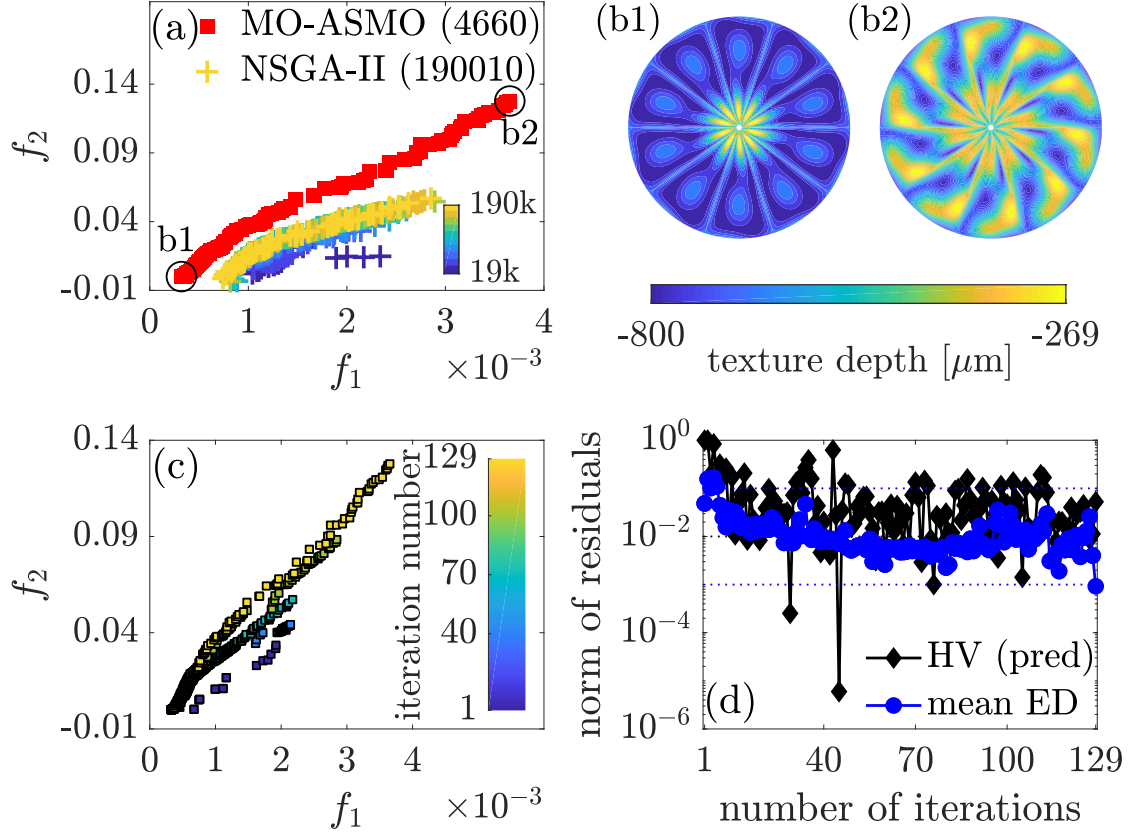 (a)
MO-ASMO (4660)
NSGA-II (190010)
0.14
0.09
0.04
-0.01
f₂
b1
b2
190k
19k
0 1 2 3 4
×10⁻³
f₁
(b1)
(b2)
-800
-269
texture depth [μm]
(c)
0.14
0.09
0.04
-0.01
f₂
iteration number
129
100
70
40
1
0 1 2 3 4
×10⁻³
f₁
norm of residuals
10⁰
10⁻²
10⁻⁴
10⁻⁶
(d)
HV (pred)
mean ED
1 40 70 100 129
number of iterations